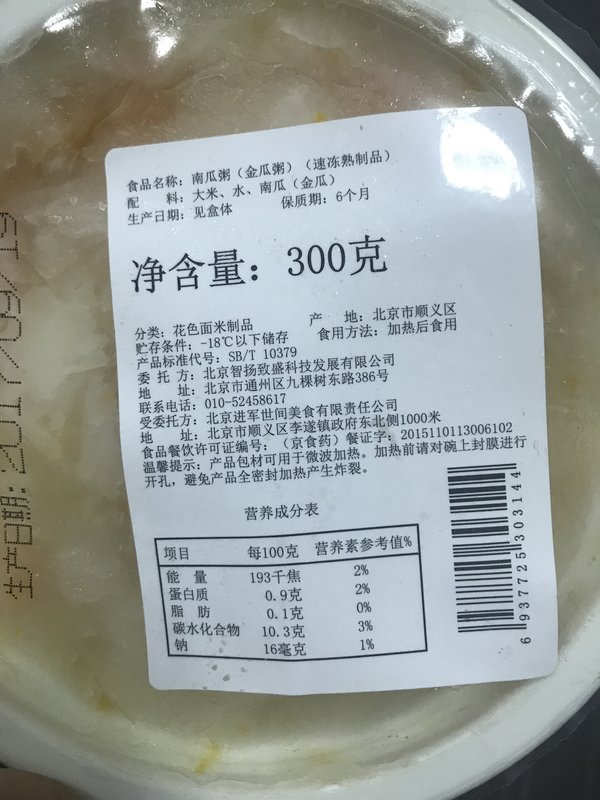 食品名称：南瓜粥（金瓜粥）（速冻熟制品）
配　料：大米、水、南瓜（金瓜）
生产日期：见盒体　保质期：6个月
净含量：300克
分类：花色面米制品　产　地：北京市顺义区
贮存条件：-18℃以下储存　食用方法：加热后食用
产品标准代号：SB/T 10379
委 托 方：北京智扬致盛科技发展有限公司
地　址：北京市通州区九棵树东路386号
联系电话：010-52458617
受委托方：北京进军世间美食有限责任公司
地　址：北京市顺义区李遂镇政府东北侧1000米
食品餐饮许可证编号：（京食药）餐证字：2015110113006102
温馨提示：产品包材可用于微波加热。加热前请对碗上封膜进行
开孔，避免产品全密封加热产生炸裂。
营养成分表
项目　每100克　营养素参考值%
能　量　193千焦　2%
蛋白质　0.9克　2%
脂　肪　0.1克　0%
碳水化合物　10.3克　3%
钠　16毫克　1%
6937725303144
生产日期:2017/09/19